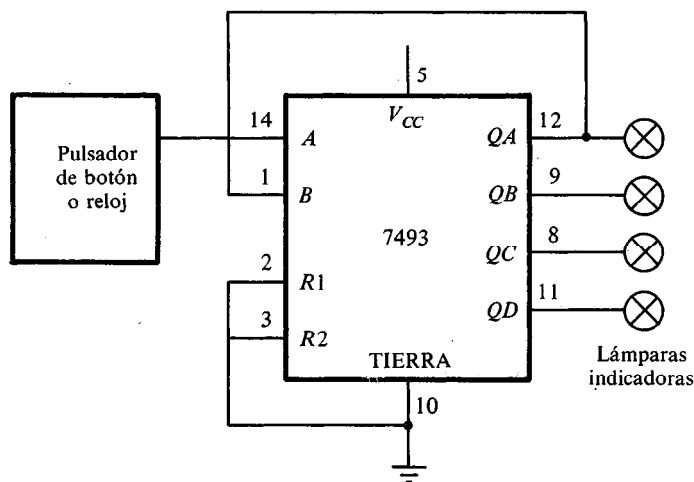 Pulsador
de botón
o reloj
14
1
2
3
A
B
R1
R2
5
V_CC
7493
TIERRA
10
QA
QB
QC
QD
12
9
8
11
Lámparas
indicadoras